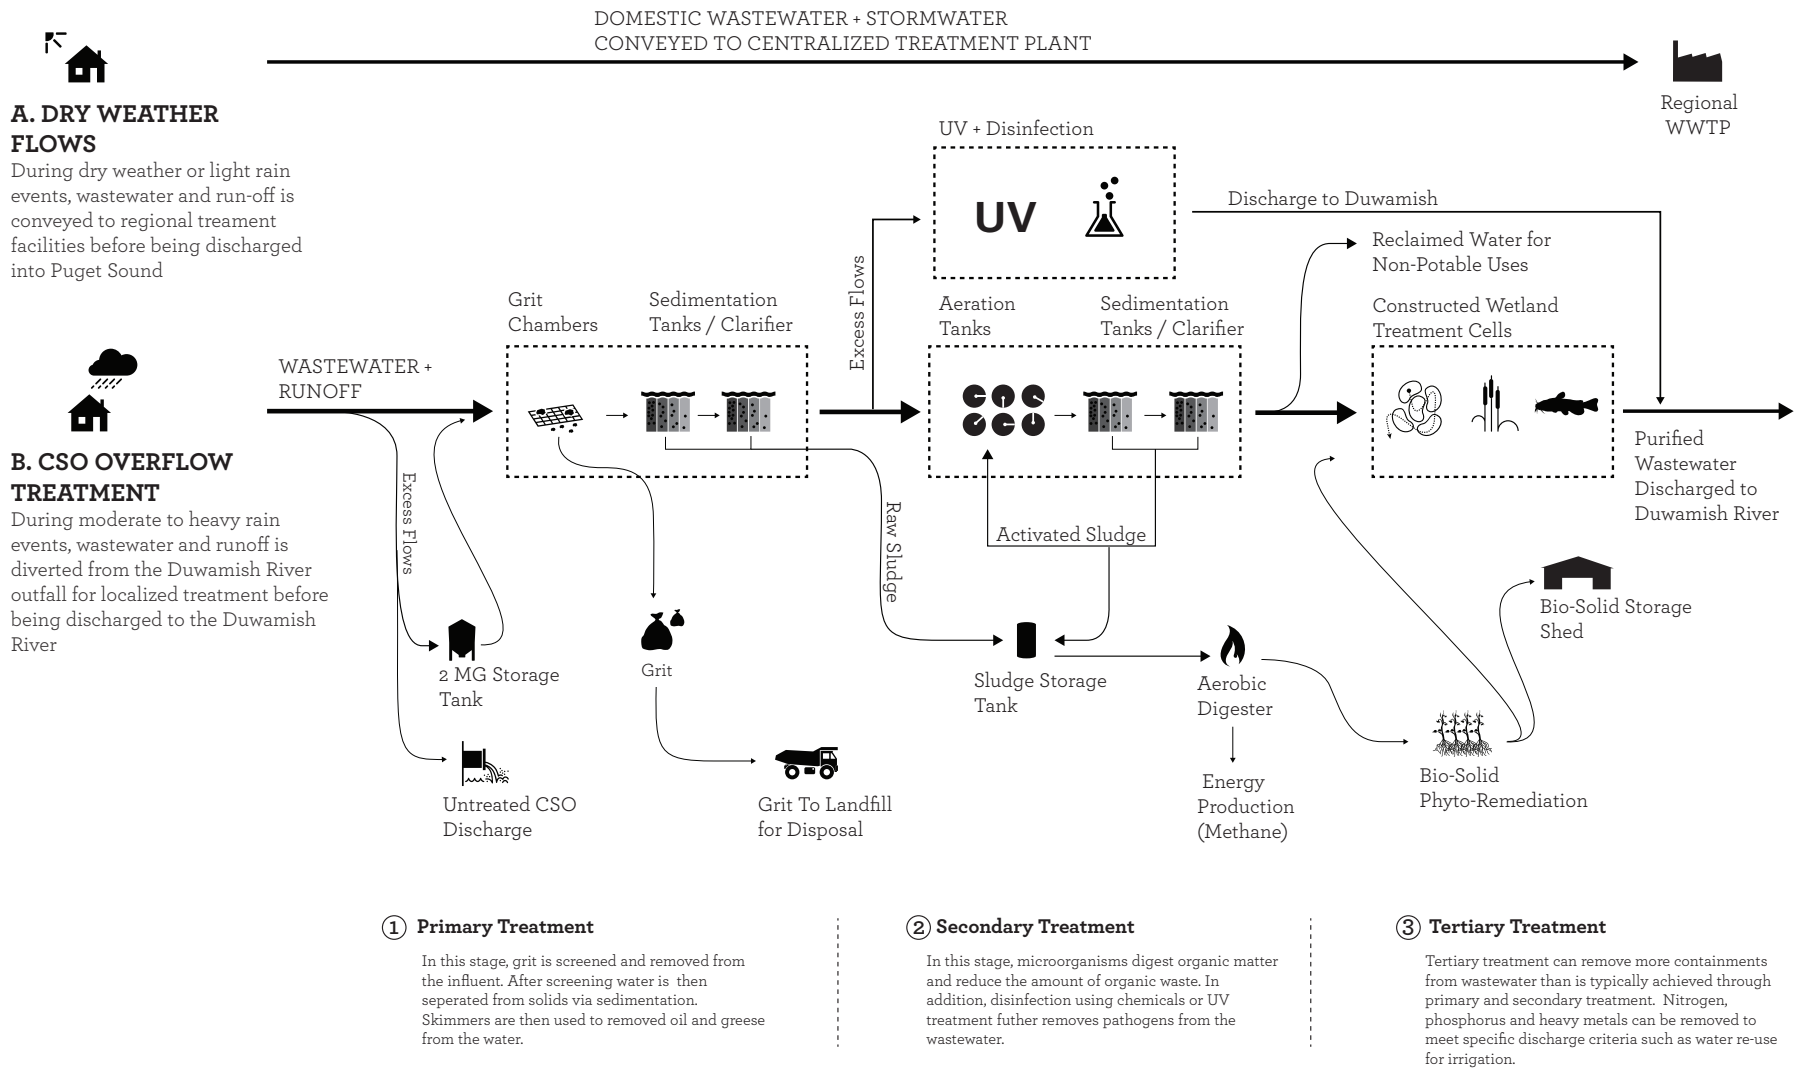 DOMESTIC WASTEWATER + STORMWATER
CONVEYED TO CENTRALIZED TREATMENT PLANT
Regional
WWTP
A. DRY WEATHER
FLOWS
During dry weather or light rain
events, wastewater and run-off is
conveyed to regional treament
facilities before being discharged
into Puget Sound
UV + Disinfection
UV
Discharge to Duwamish
Reclaimed Water for
Non-Potable Uses
Excess Flows
Grit
Chambers
Sedimentation
Tanks / Clarifier
Aeration
Tanks
Sedimentation
Tanks / Clarifier
Constructed Wetland
Treatment Cells
WASTEWATER +
RUNOFF
B. CSO OVERFLOW
TREATMENT
During moderate to heavy rain
events, wastewater and runoff is
diverted from the Duwamish River
outfall for localized treatment before
being discharged to the Duwamish
River
Excess Flows
Raw Sludge
Activated Sludge
Purified
Wastewater
Discharged to
Duwamish River
Bio-Solid Storage
Shed
2 MG Storage
Tank
Grit
Sludge Storage
Tank
Aerobic
Digester
Untreated CSO
Discharge
Grit To Landfill
for Disposal
Energy
Production
(Methane)
Bio-Solid
Phyto-Remediation
1 Primary Treatment
In this stage, grit is screened and removed from
the influent. After screening water is then
seperated from solids via sedimentation.
Skimmers are then used to removed oil and greese
from the water.
2 Secondary Treatment
In this stage, microorganisms digest organic matter
and reduce the amount of organic waste. In
addition, disinfection using chemicals or UV
treatment futher removes pathogens from the
wastewater.
3 Tertiary Treatment
Tertiary treatment can remove more containments
from wastewater than is typically achieved through
primary and secondary treatment. Nitrogen,
phosphorus and heavy metals can be removed to
meet specific discharge criteria such as water re-use
for irrigation.